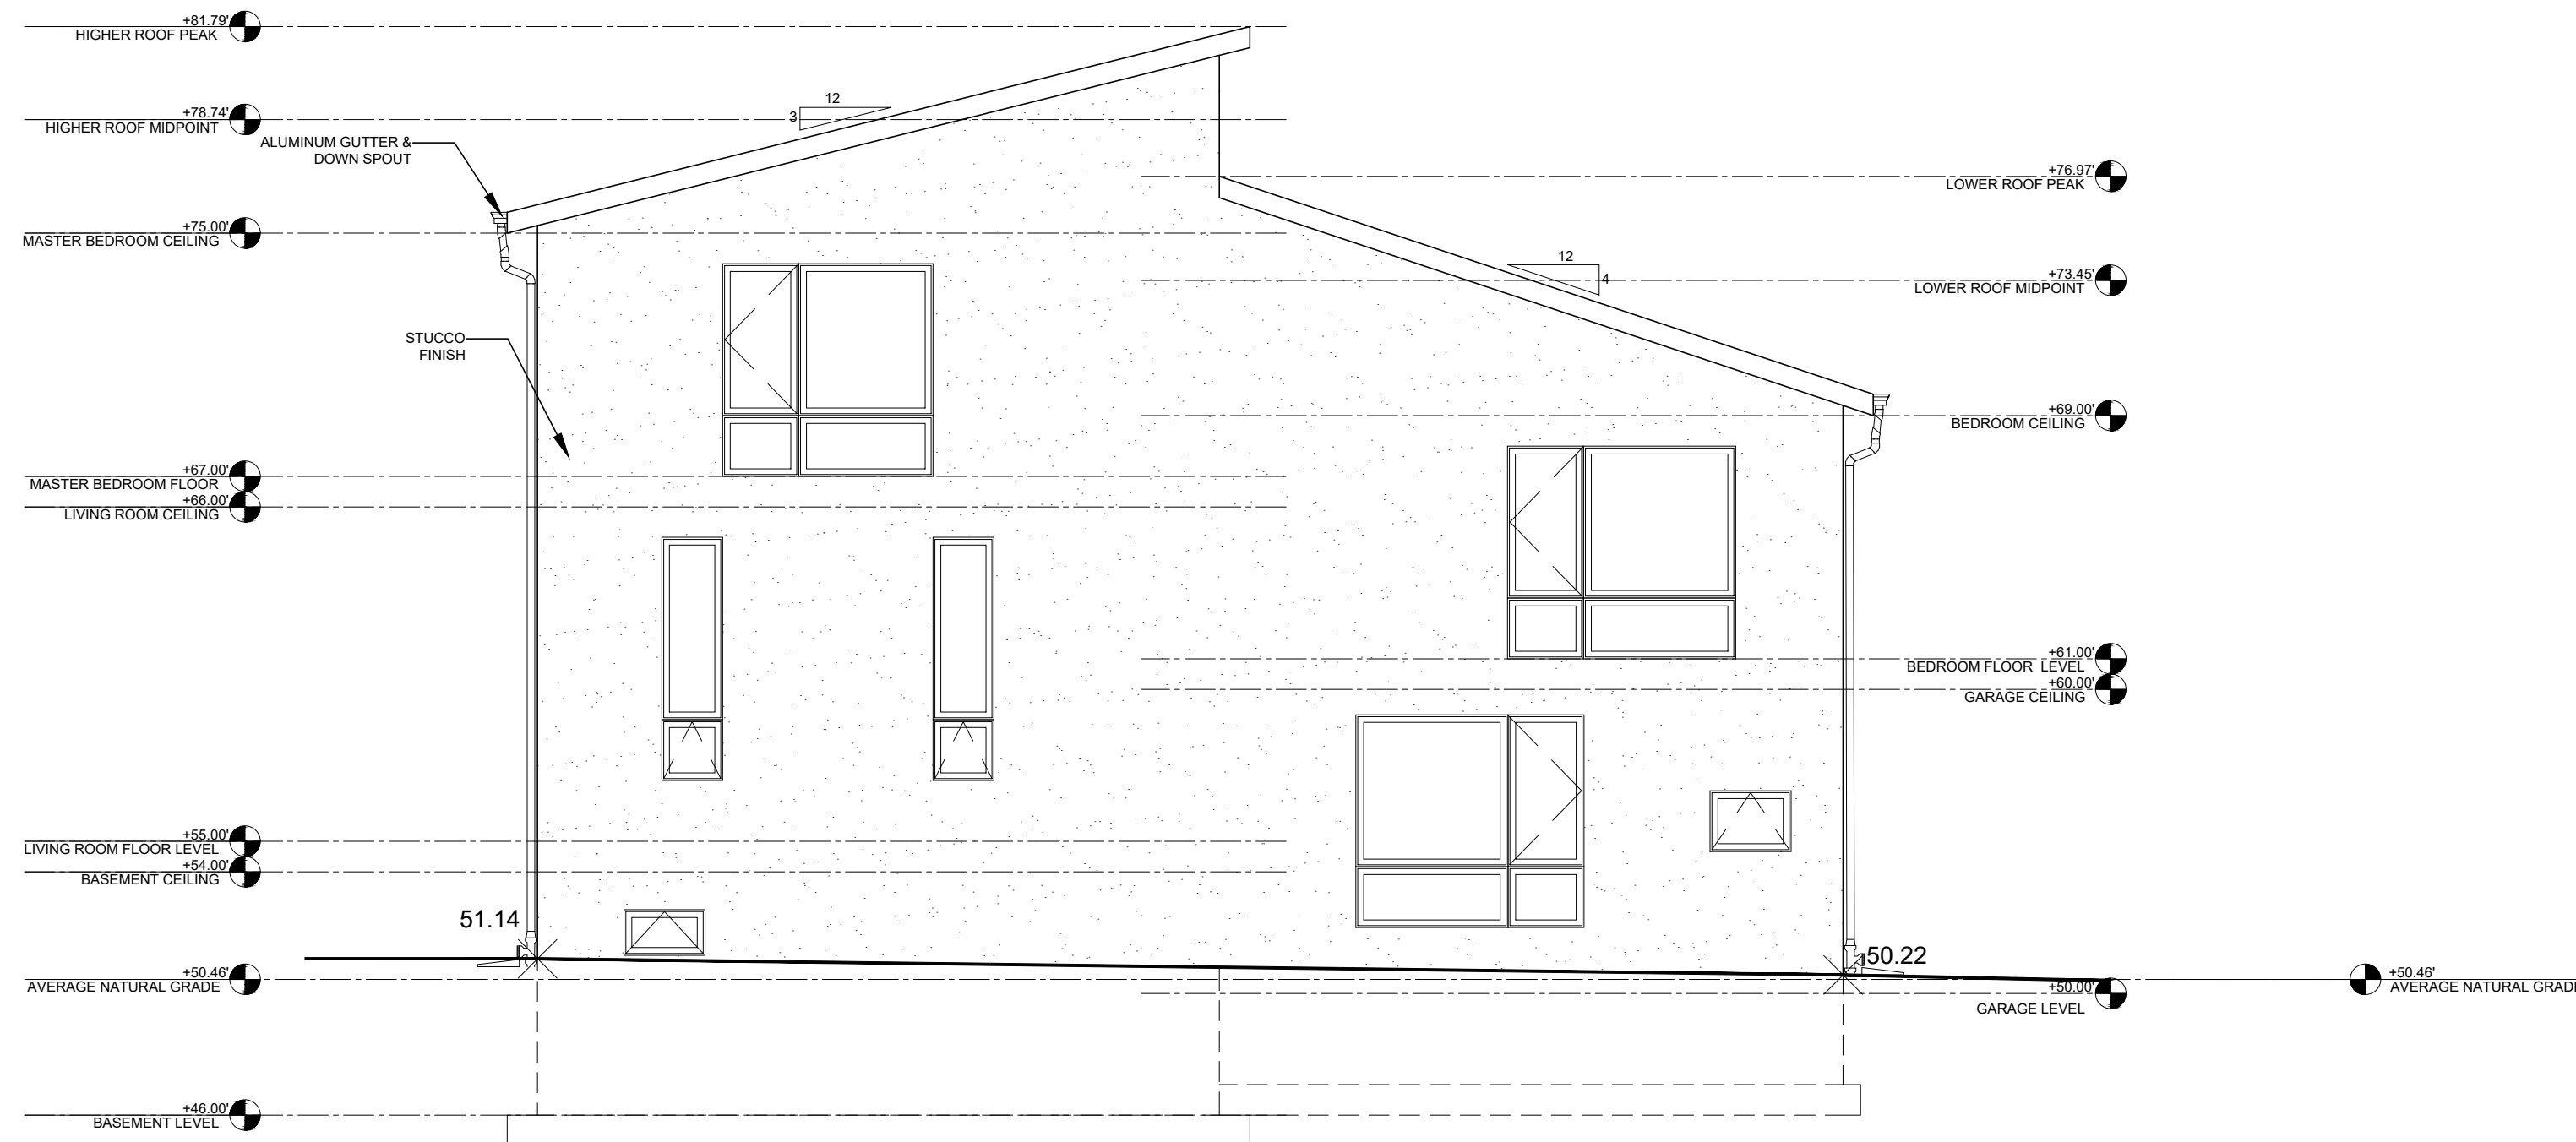 +81.79'
HIGHER ROOF PEAK
12
3
+78.74'
HIGHER ROOF MIDPOINT
ALUMINUM GUTTER &
DOWN SPOUT
+76.97'
LOWER ROOF PEAK
+75.00'
MASTER BEDROOM CEILING
12
4
+73.45'
LOWER ROOF MIDPOINT
STUCCO
FINISH
+69.00'
BEDROOM CEILING
+67.00'
MASTER BEDROOM FLOOR
+66.00'
LIVING ROOM CEILING
+61.00'
BEDROOM FLOOR LEVEL
+60.00'
GARAGE CEILING
+55.00'
LIVING ROOM FLOOR LEVEL
+54.00'
BASEMENT CEILING
51.14
50.22
+50.46'
AVERAGE NATURAL GRADE
+50.00'
GARAGE LEVEL
+50.46'
AVERAGE NATURAL GRAD
+46.00'
BASEMENT LEVEL